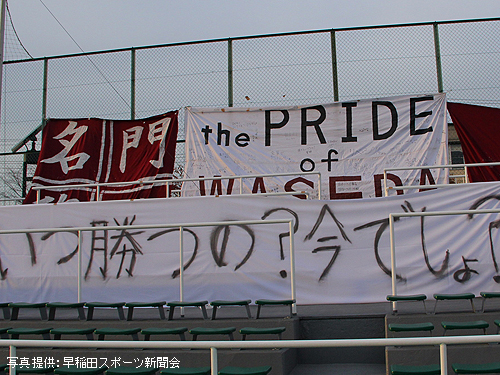 名門
the PRIDE
of
WASEDA
いつ勝つの?今でしょ
写真提供:早稲田スポーツ新聞会